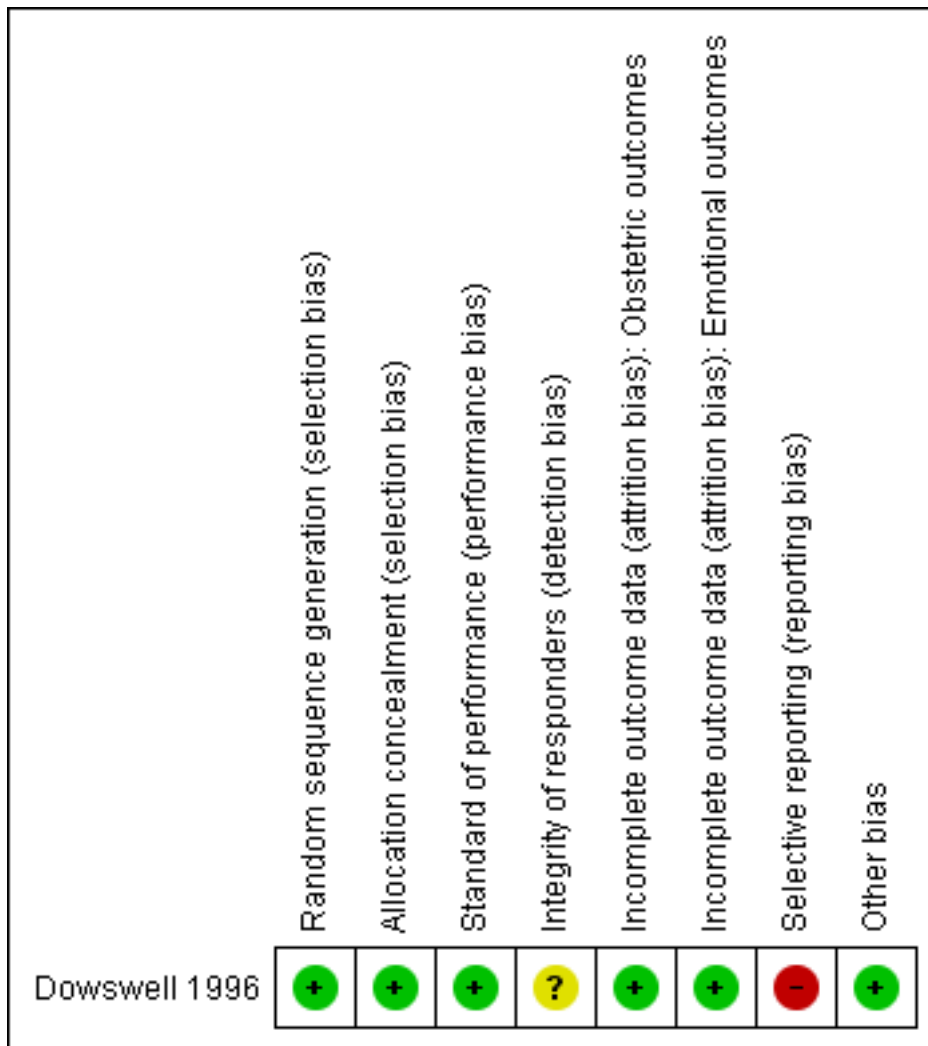 Random sequence generation (selection bias)
Allocation concealment (selection bias)
Standard of performance (performance bias)
Integrity of responders (detection bias)
Incomplete outcome data (attrition bias): Obstetric outcomes
Incomplete outcome data (attrition bias): Emotional outcomes
Selective reporting (reporting bias)
Other bias
Dowswell 1996 + + + ? + + - +